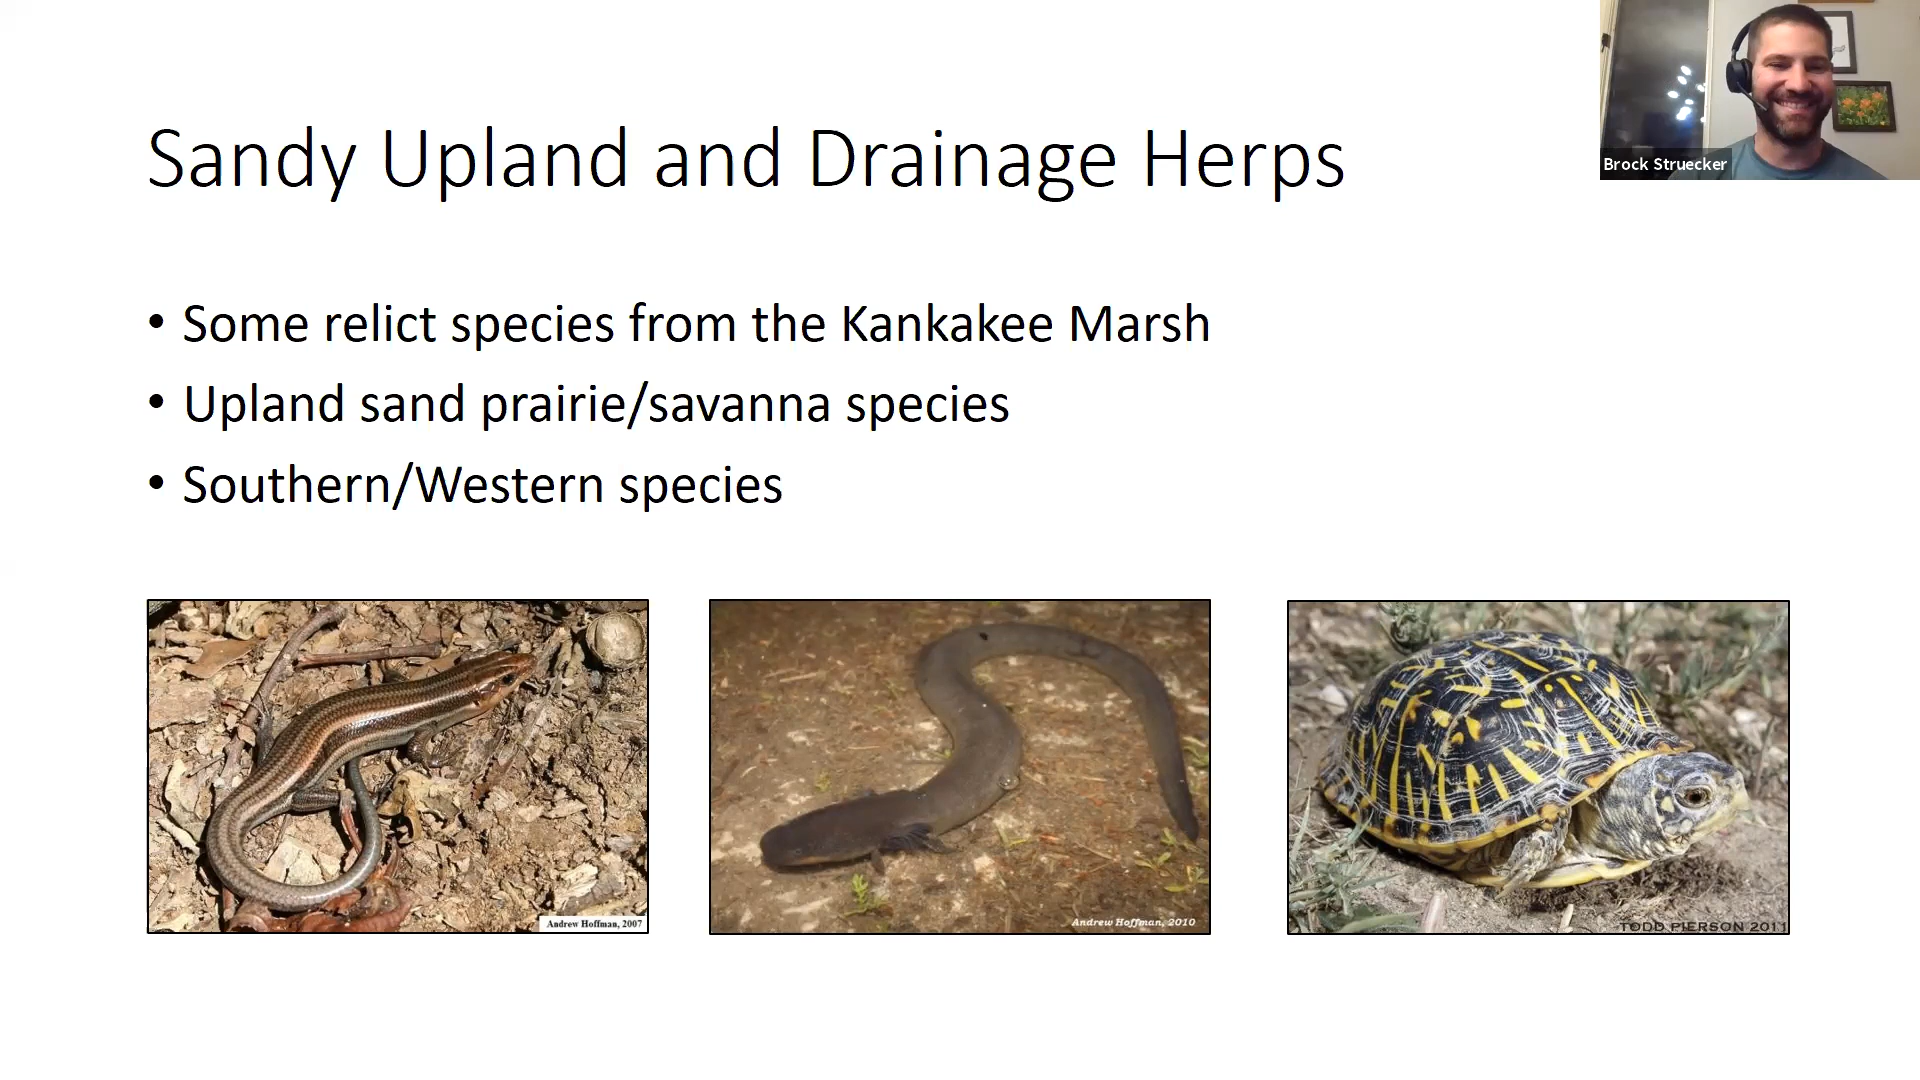 Sandy Upland and Drainage Herps
Brock Struecker
• Some relict species from the Kankakee Marsh
• Upland sand prairie/savanna species
• Southern/Western species
Andrew Hoffman, 2007
Andrew Hoffman, 2010
TODD PIERSON 2011